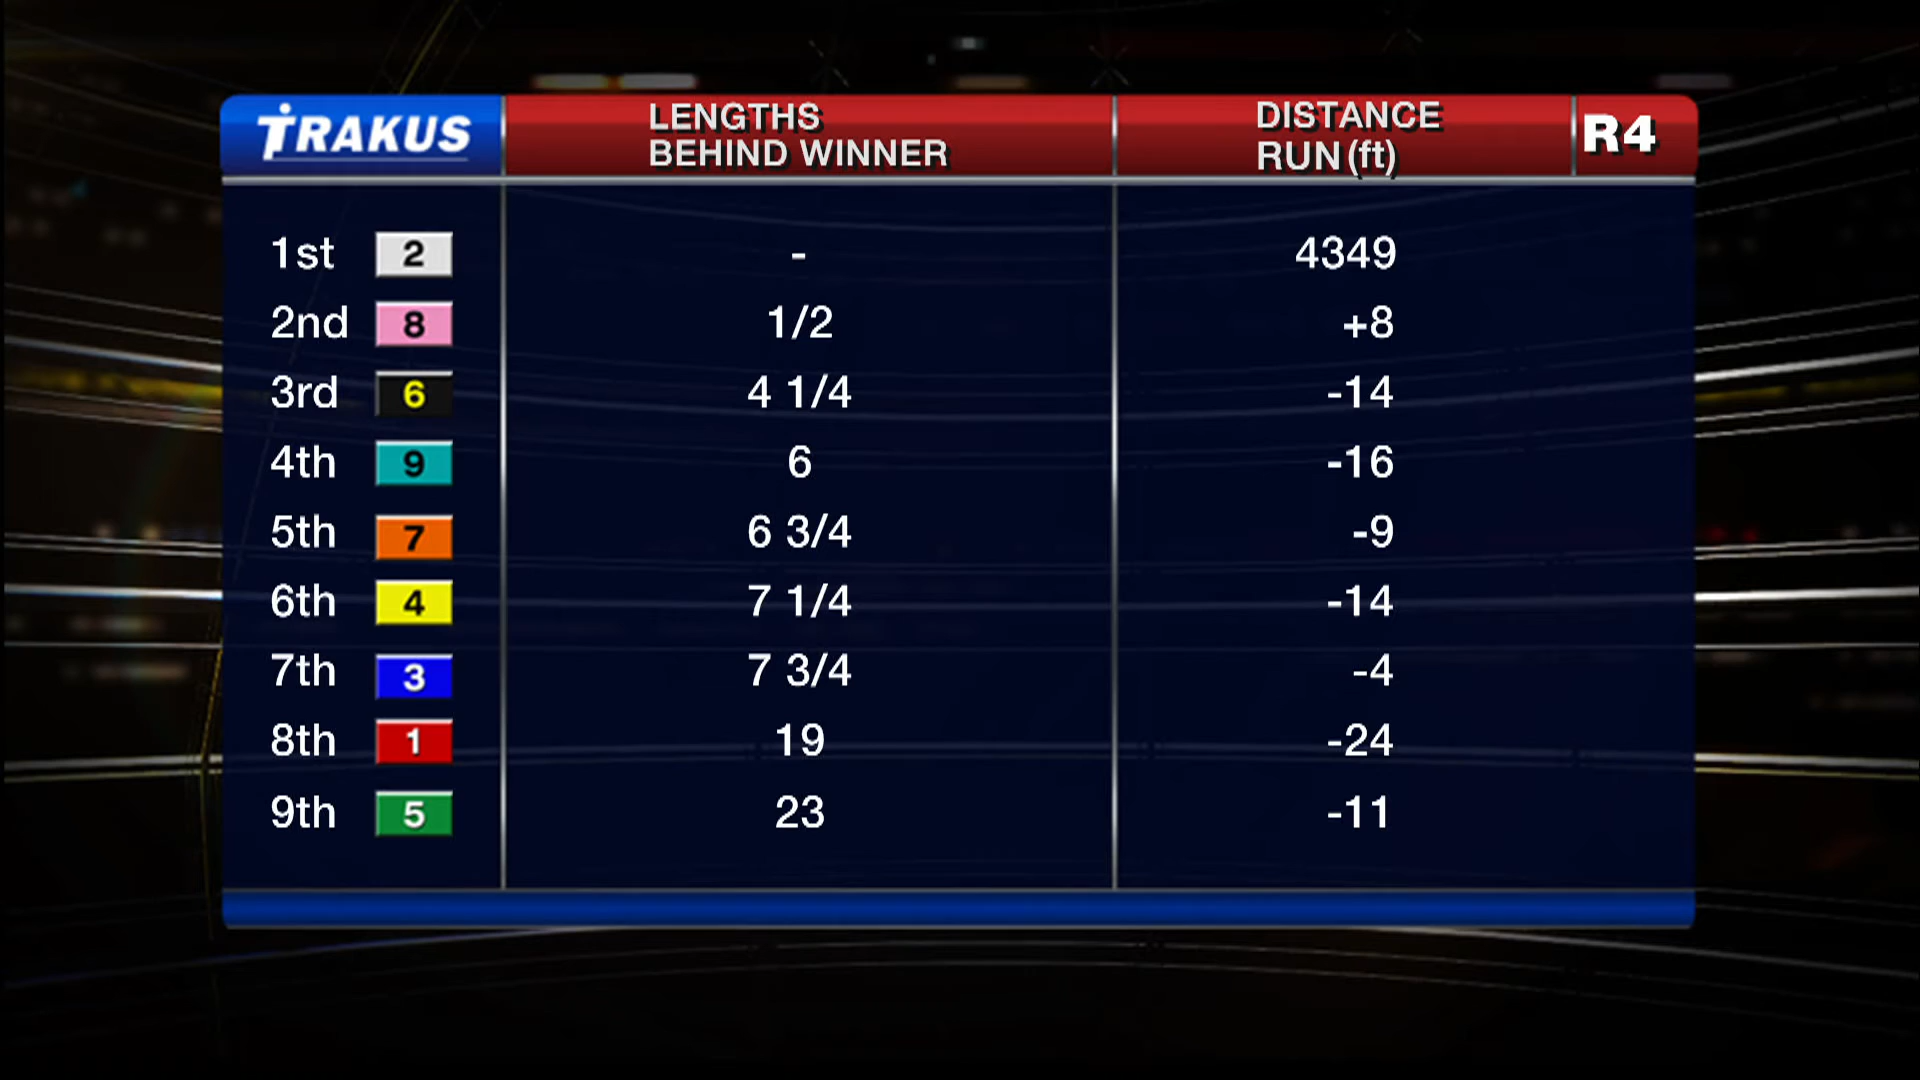 TRAKUS
LENGTHS
BEHIND WINNER
DISTANCE
RUN (ft)
R4
1st 2 - 4349
2nd 8 1/2 +8
3rd 6 4 1/4 -14
4th 9 6 -16
5th 7 6 3/4 -9
6th 4 7 1/4 -14
7th 3 7 3/4 -4
8th 1 19 -24
9th 5 23 -11